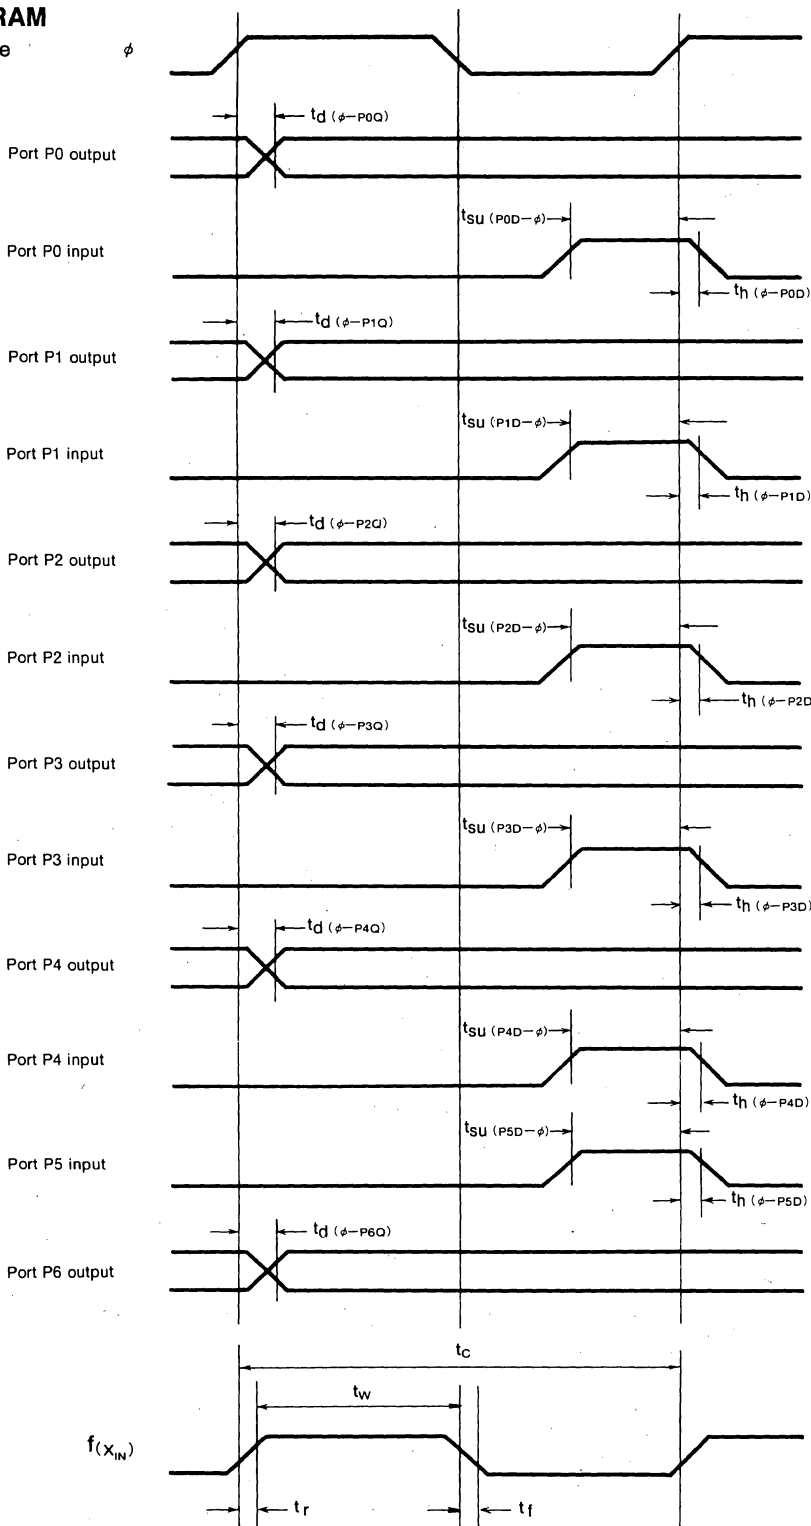 RAM
e
φ
td (φ−P0Q)
Port P0 output
tsu (P0D−φ)
Port P0 input
th (φ−P0D)
td (φ−P1Q)
Port P1 output
tsu (P1D−φ)
Port P1 input
th (φ−P1D)
td (φ−P2Q)
Port P2 output
tsu (P2D−φ)
Port P2 input
th (φ−P2D
td (φ−P3Q)
Port P3 output
tsu (P3D−φ)
Port P3 input
th (φ−P3D)
td (φ−P4Q)
Port P4 output
tsu (P4D−φ)
Port P4 input
th (φ−P4D)
tsu (P5D−φ)
Port P5 input
th (φ−P5D)
td (φ−P6Q)
Port P6 output
tc
tw
f(XIN)
tr
tf